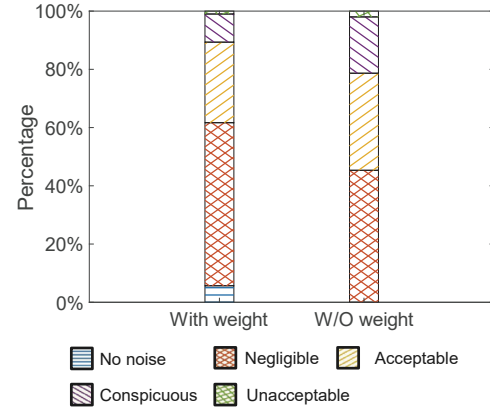 100%
80%
60%
40%
20%
0%
Percentage
With weight W/O weight
No noise Negligible Acceptable
Conspicuous Unacceptable